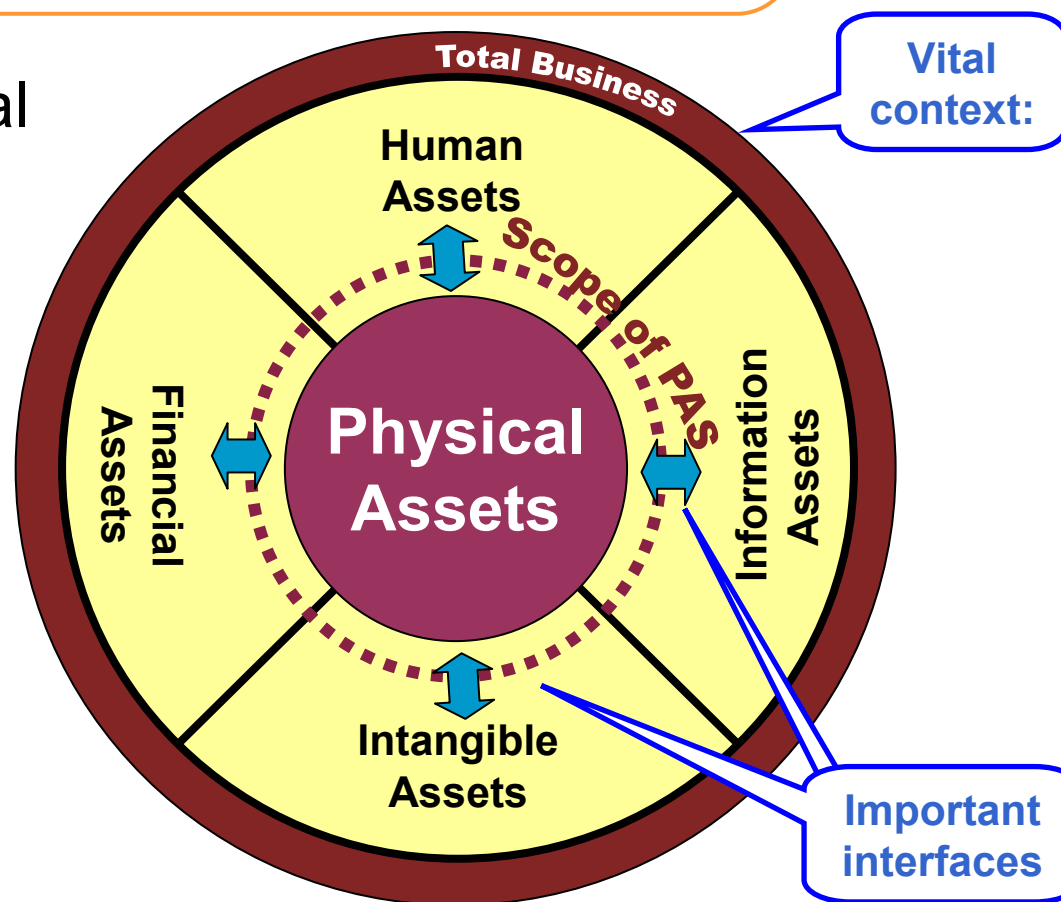 al
Total Business
Vital
context:
Human
Assets
Scope of PAS
Financial
Assets
Physical
Assets
Information
Assets
Intangible
Assets
Important
interfaces